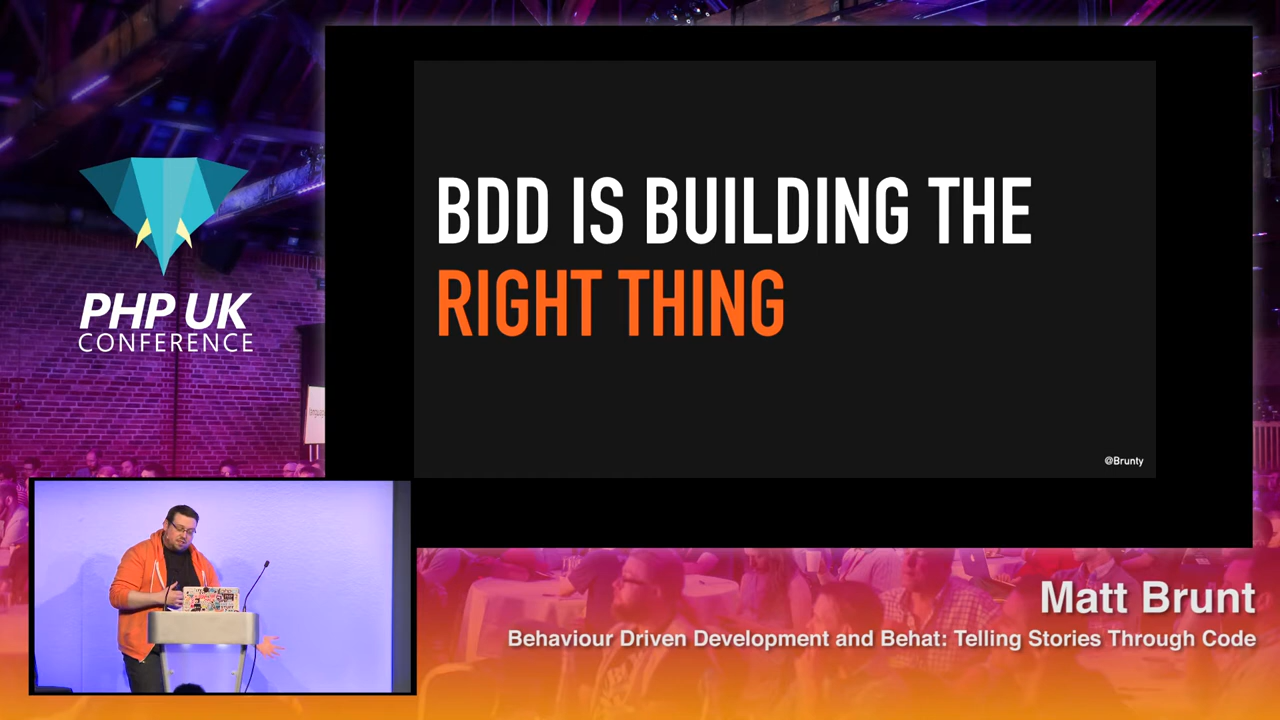 PHP UK
CONFERENCE
BDD IS BUILDING THE
RIGHT THING
@Brunty
Matt Brunt
Behaviour Driven Development and Behat: Telling Stories Through Code